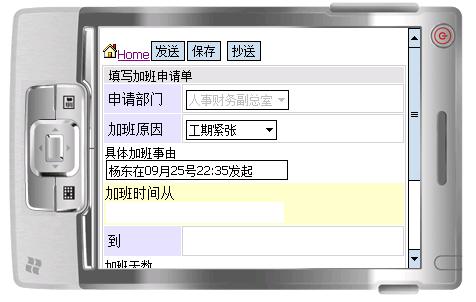 Home 发送 保存 抄送
填写加班申请单
申请部门 人事财务副总室
加班原因 工期紧张
具体加班事由
杨东在09月25号22:35发起
加班时间从
到
加班天数